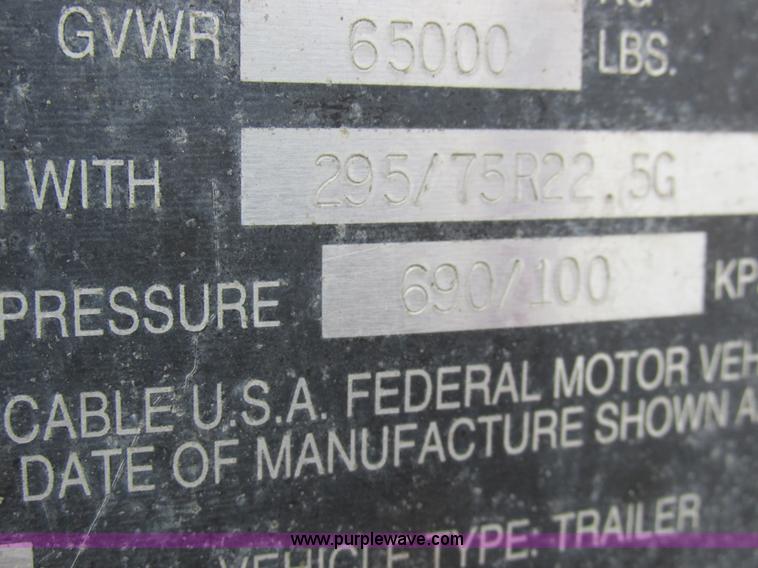 GVWR 65000 LBS.
WITH 295/75R22.5G
PRESSURE 690/100 KP
CABLE U.S.A. FEDERAL MOTOR VEH
DATE OF MANUFACTURE SHOWN A
www.purplewave.com
VEHICLE TYPE: TRAILER